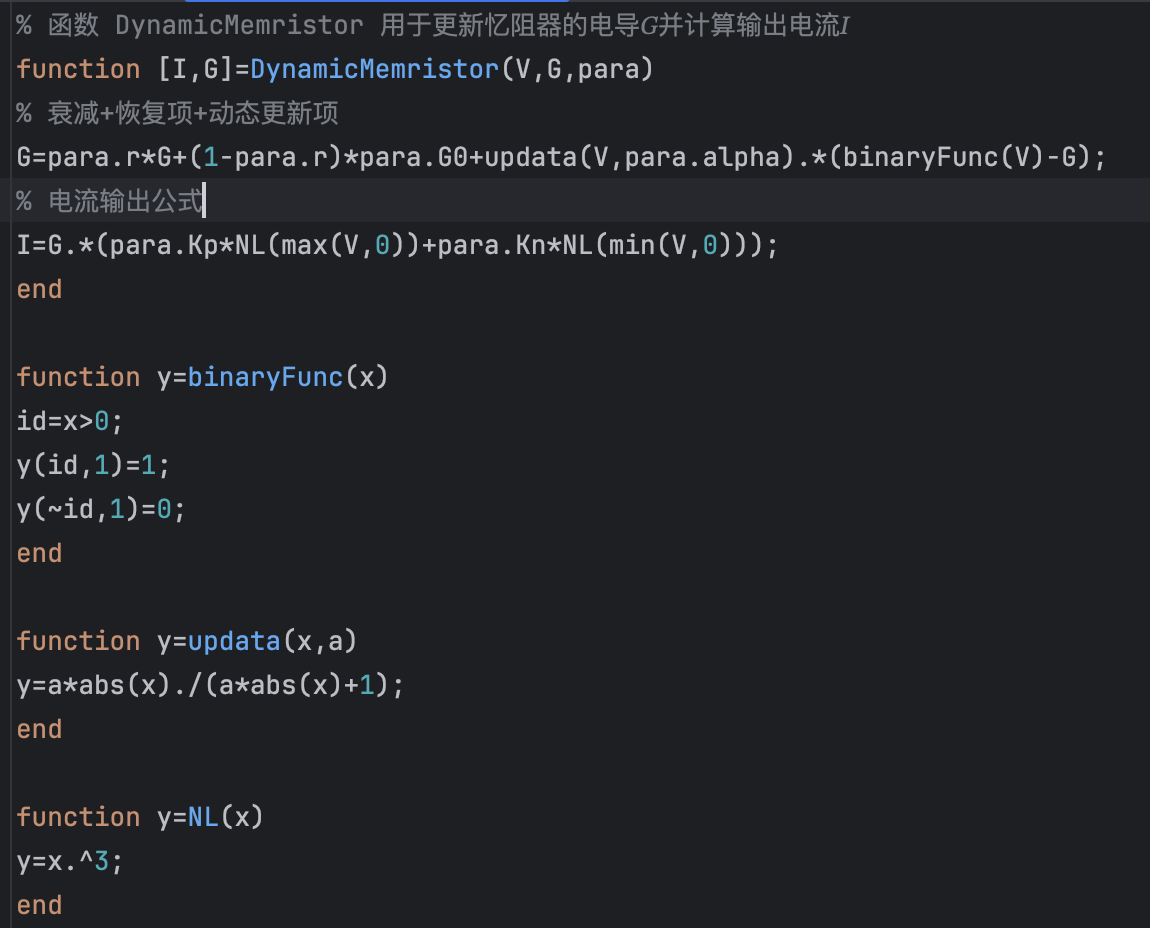 % 函数 DynamicMemristor 用于更新忆阻器的电导G并计算输出电流I
function [I,G]=DynamicMemristor(V,G,para)
% 衰减+恢复项+动态更新项
G=para.r*G+(1-para.r)*para.G0+updata(V,para.alpha).*(binaryFunc(V)-G);
% 电流输出公式
I=G.*(para.Kp*NL(max(V,0))+para.Kn*NL(min(V,0)));
end
function y=binaryFunc(x)
id=x>0;
y(id,1)=1;
y(~id,1)=0;
end
function y=updata(x,a)
y=a*abs(x)./(a*abs(x)+1);
end
function y=NL(x)
y=x.^3;
end